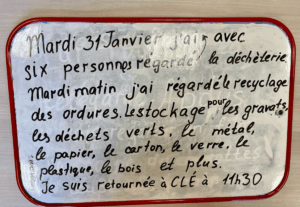 Mardi 31 Janvier j'ai avec
six personnes régardé la déchèterie
Mardi matin j'ai régardé le recyclage
des ordures. Le stockage pour les gravats,
les déchets verts, le métal,
le papier, le carton, le verre, le
plastique, le bois et plus.
Je suis retournée à CLÉ à 11h30